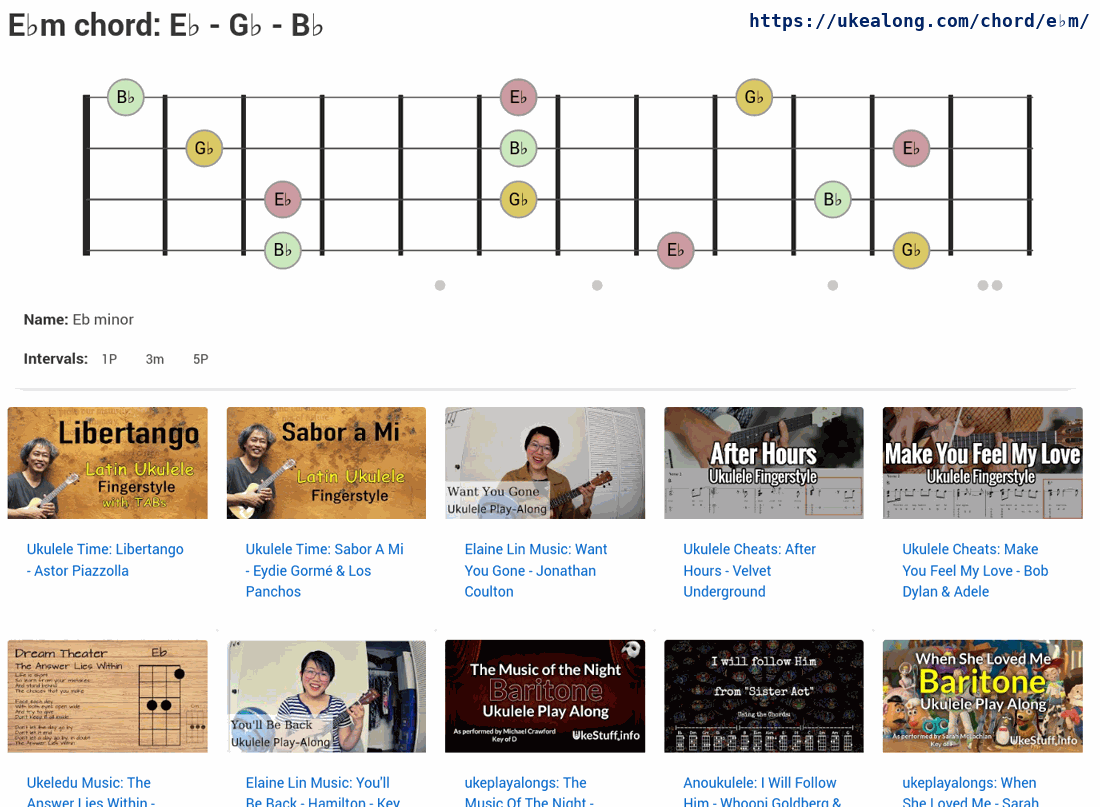 E♭m chord: E♭ - G♭ - B♭
https://ukealong.com/chord/e♭m/
B♭ E♭ G♭
G♭ B♭ E♭
E♭ G♭ B♭
B♭ E♭ G♭
Name: Eb minor
Intervals: 1P 3m 5P
Libertango
Latin Ukulele
Fingerstyle
with TABs
Sabor a Mi
Latin Ukulele
Fingerstyle
Want You Gone
Ukulele Play-Along
After Hours
Ukulele Fingerstyle
Make You Feel My Love
Ukulele Fingerstyle
Ukulele Time: Libertango
- Astor Piazzolla
Ukulele Time: Sabor A Mi
- Eydie Gormé & Los
Panchos
Elaine Lin Music: Want
You Gone - Jonathan
Coulton
Ukulele Cheats: After
Hours - Velvet
Underground
Ukulele Cheats: Make
You Feel My Love - Bob
Dylan & Adele
Dream Theater
The Answer Lies Within
Eb
You'll Be Back
Ukulele Play-Along
The Music of the Night
Baritone
Ukulele Play Along
As performed by Michael Crawford
Key of D
UkeStuff.info
I will follow Him
from "Sister Act"
Using the Chords:
When She Loved Me
Baritone
Ukulele Play Along
As performed by Sarah McLachlan
Key of F
UkeStuff.info
Ukeledu Music: The
Answer Lies Within -
Elaine Lin Music: You'll
Be Back - Hamilton - Key
ukeplayalongs: The
Music Of The Night -
Anoukulele: I Will Follow
Him - Whoopi Goldberg &
ukeplayalongs: When
She Loved Me - Sarah